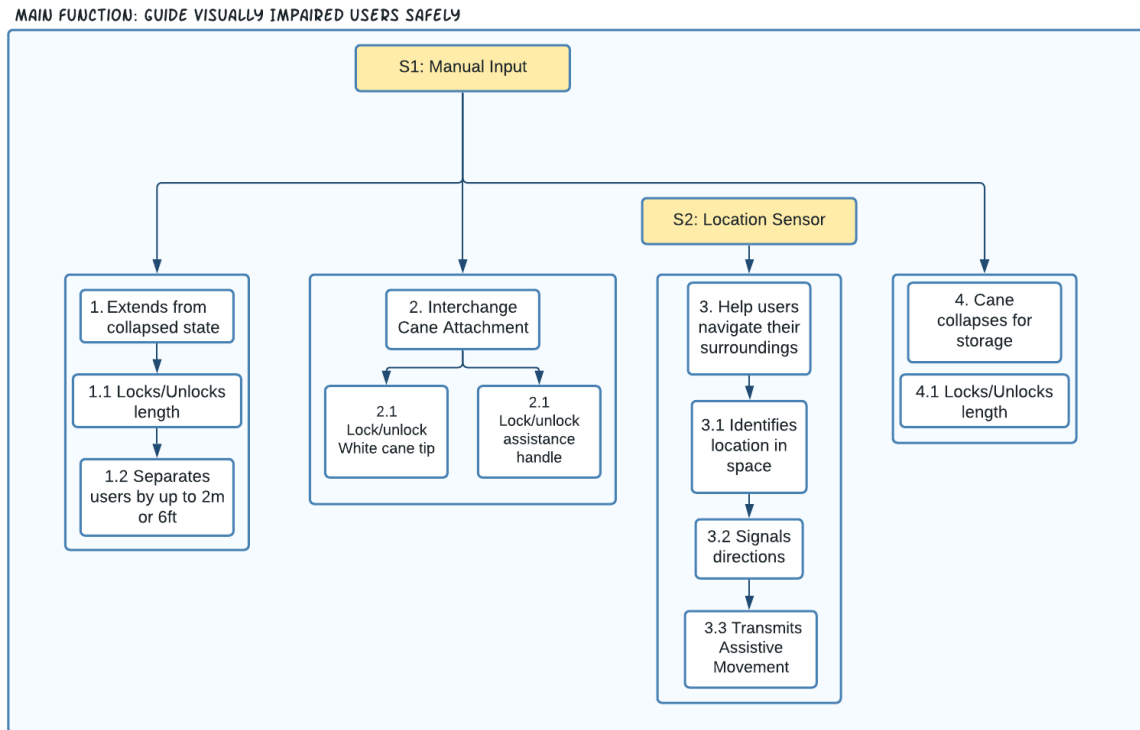 MAIN FUNCTION: GUIDE VISUALLY IMPAIRED USERS SAFELY
S1: Manual Input
S2: Location Sensor
1. Extends from
collapsed state
1.1 Locks/Unlocks
length
1.2 Separates
users by up to 2m
or 6ft
2. Interchange
Cane Attachment
2.1
Lock/unlock
White cane tip
2.1
Lock/unlock
assistance
handle
3. Help users
navigate their
surroundings
3.1 Identifies
location in
space
3.2 Signals
directions
3.3 Transmits
Assistive
Movement
4. Cane
collapses for
storage
4.1 Locks/Unlocks
length